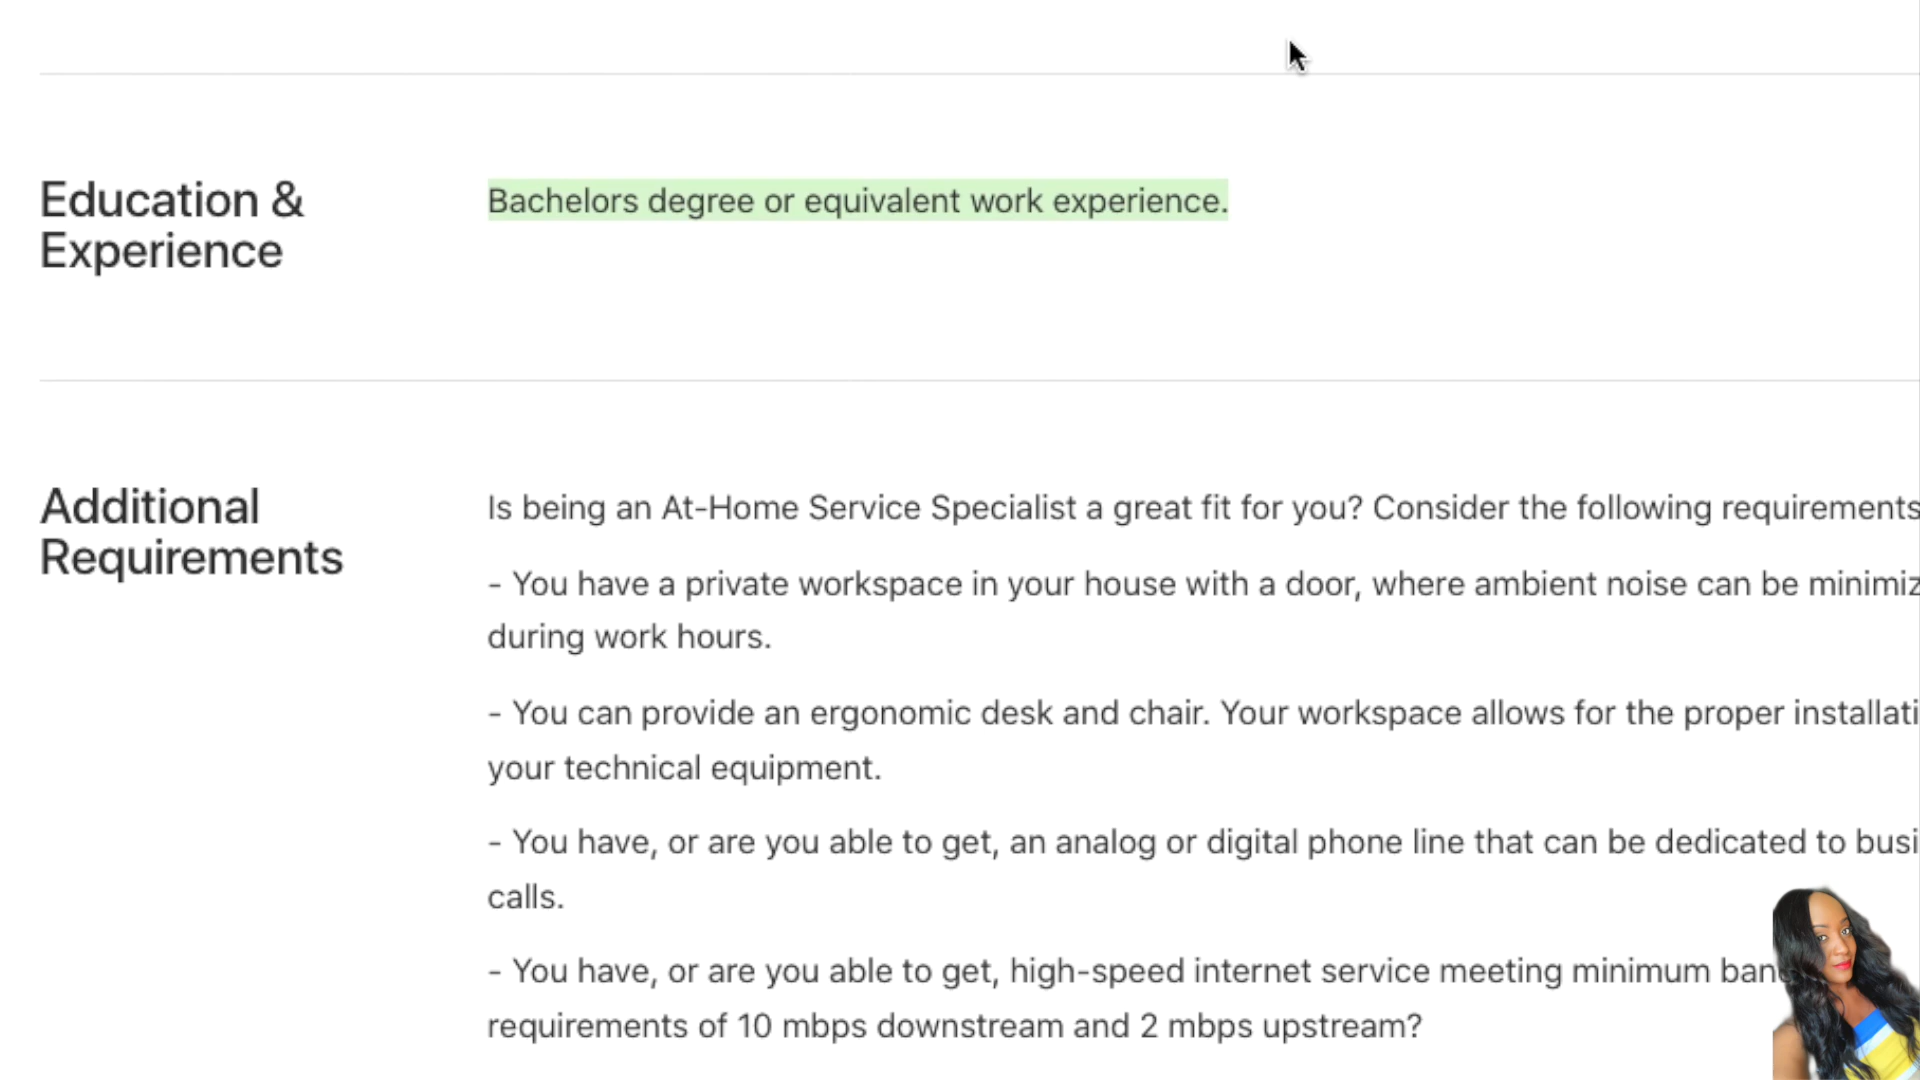 Education &
Experience
Bachelors degree or equivalent work experience.
Additional
Requirements
Is being an At-Home Service Specialist a great fit for you? Consider the following requirements
- You have a private workspace in your house with a door, where ambient noise can be minimiz
during work hours.
- You can provide an ergonomic desk and chair. Your workspace allows for the proper installati
your technical equipment.
- You have, or are you able to get, an analog or digital phone line that can be dedicated to busi
calls.
- You have, or are you able to get, high-speed internet service meeting minimum ban
requirements of 10 mbps downstream and 2 mbps upstream?